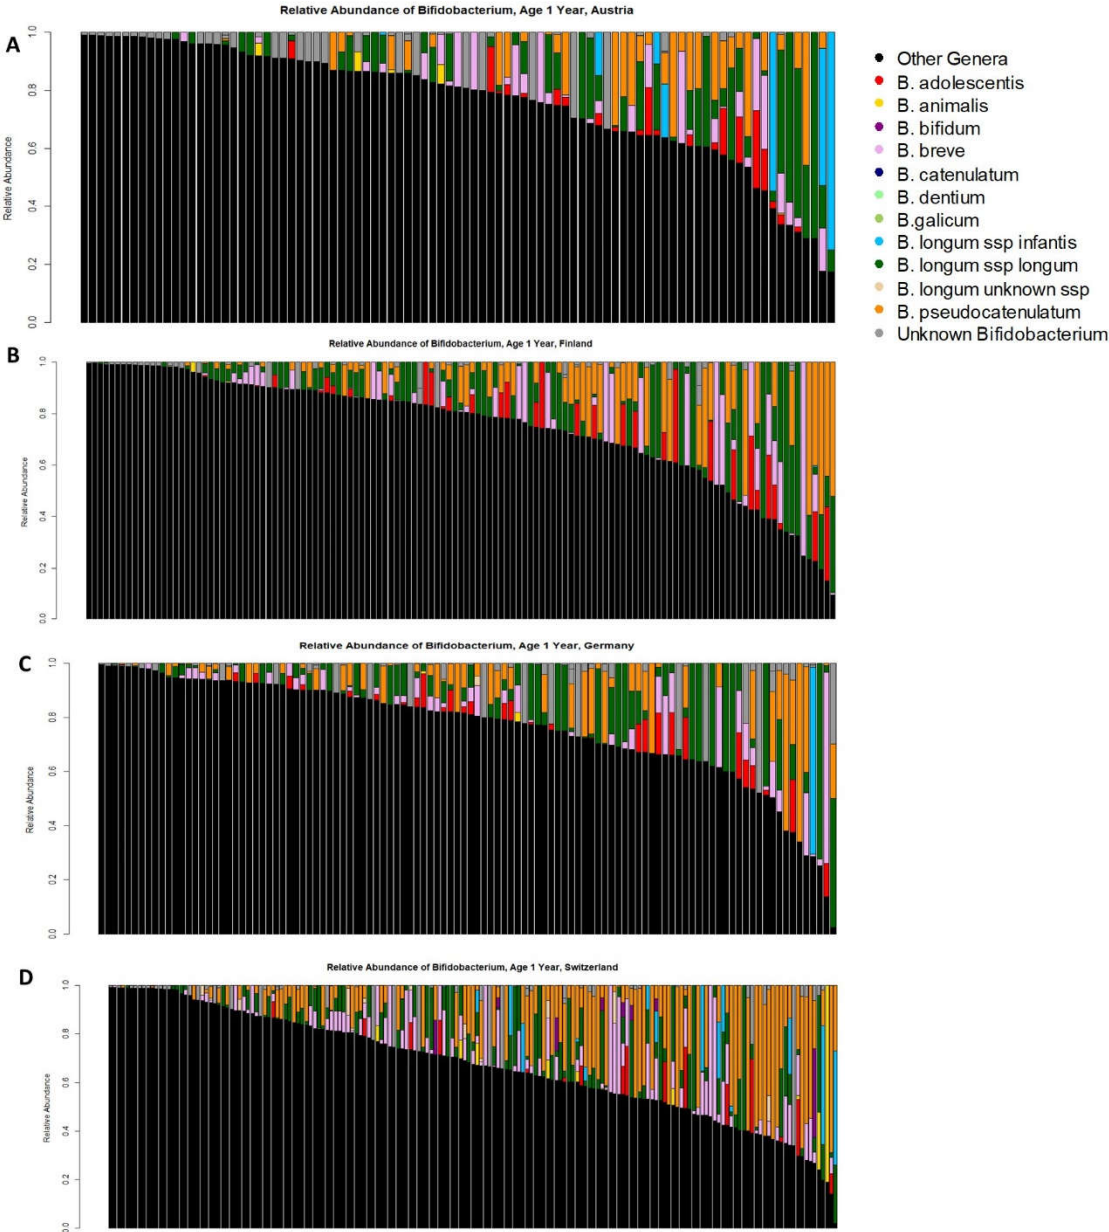 Relative Abundance of Bifidobacterium, Age 1 Year, Austria
A
1.0
0.8
0.6
0.4
0.2
0.0
Relative Abundance
Other Genera
B. adolescentis
B. animalis
B. bifidum
B. breve
B. catenulatum
B. dentium
B.galicum
B. longum ssp infantis
B. longum ssp longum
B. longum unknown ssp
B. pseudocatenulatum
Unknown Bifidobacterium
Relative Abundance of Bifidobacterium, Age 1 Year, Finland
B
1.0
0.8
0.6
0.4
0.2
0.0
Relative Abundance
Relative Abundance of Bifidobacterium, Age 1 Year, Germany
C
1.0
0.8
0.6
0.4
0.2
0.0
Relative Abundance
Relative Abundance of Bifidobacterium, Age 1 Year, Switzerland
D
1.0
0.8
0.6
0.4
0.2
0.0
Relative Abundance